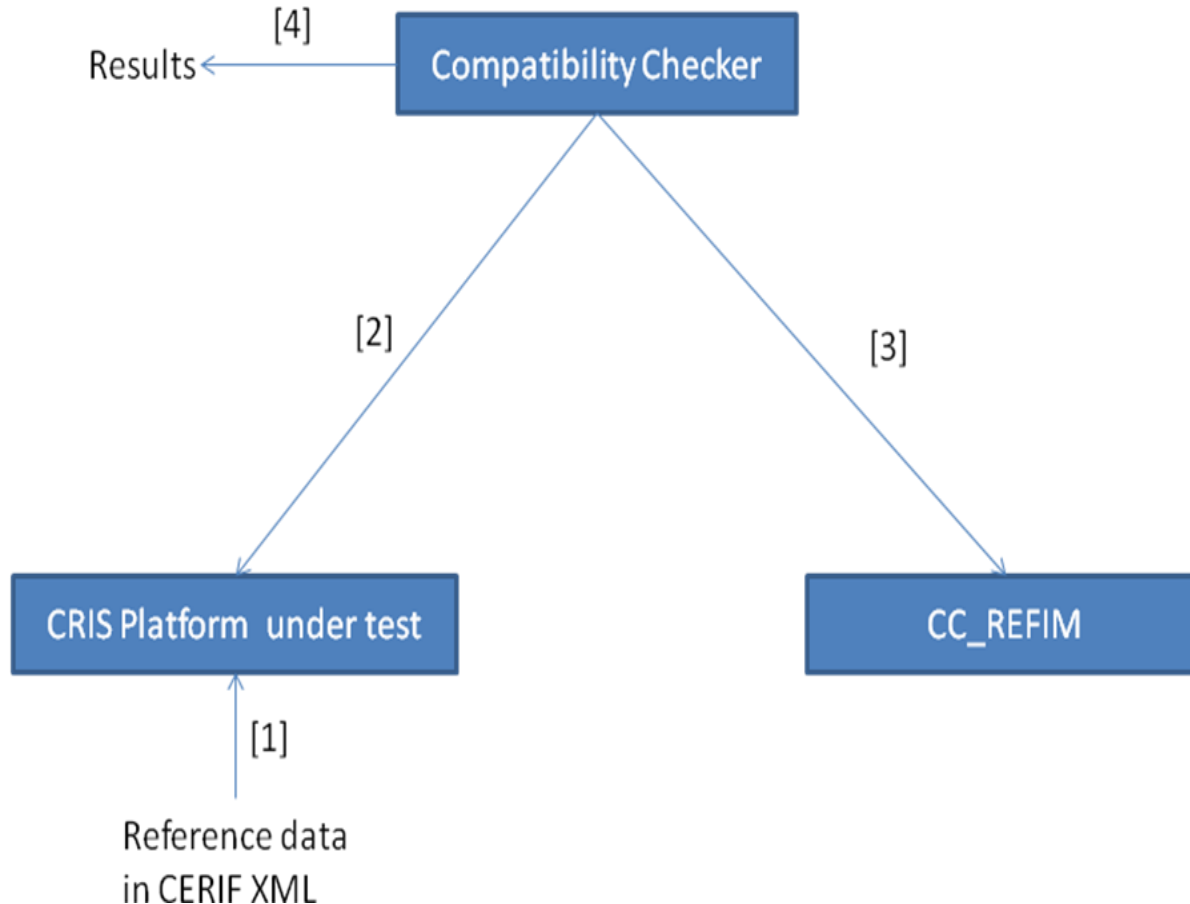 [4]
Results
Compatibility Checker
[2]
[3]
CRIS Platform under test
CC_REFIM
[1]
Reference data
in CERIF XML